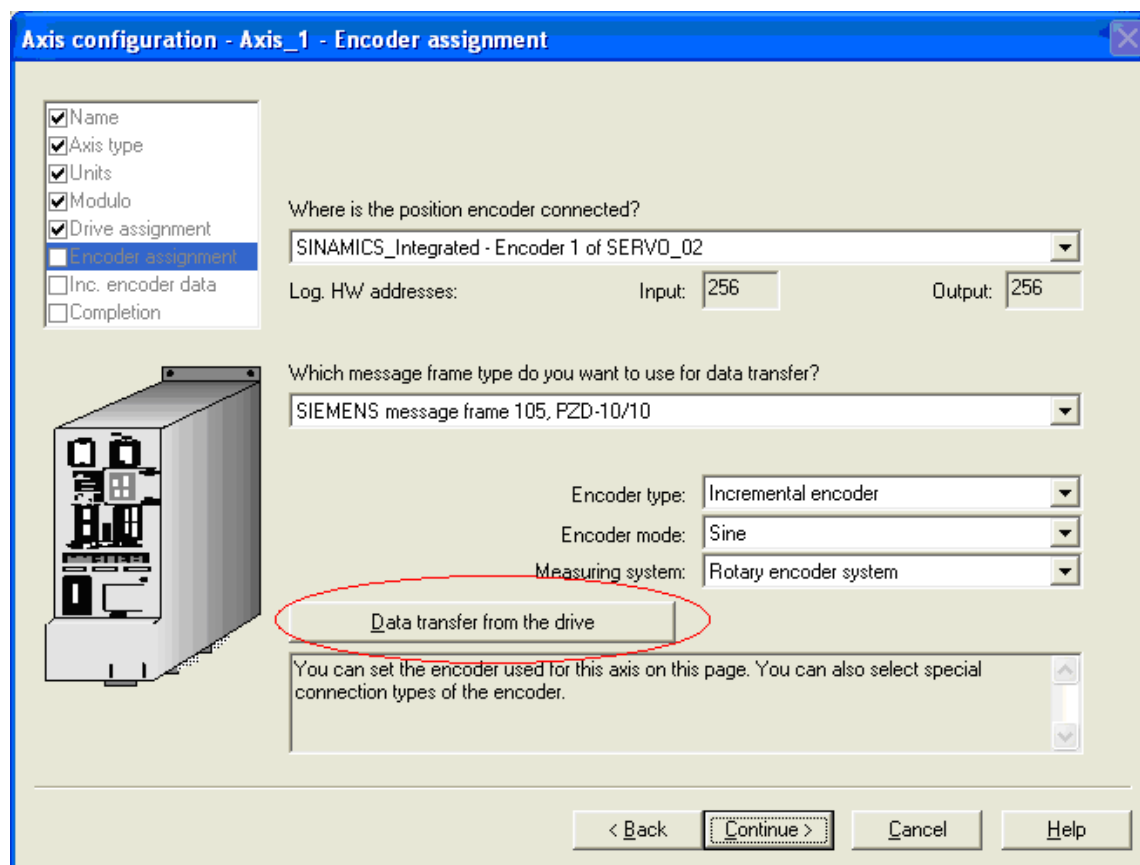 Axis configuration - Axis_1 - Encoder assignment
Name
Axis type
Units
Modulo
Drive assignment
Encoder assignment
Inc. encoder data
Completion
Where is the position encoder connected?
SINAMICS_Integrated - Encoder 1 of SERVO_02
Log. HW addresses: Input: 256 Output: 256
Which message frame type do you want to use for data transfer?
SIEMENS message frame 105, PZD-10/10
Encoder type: Incremental encoder
Encoder mode: Sine
Measuring system: Rotary encoder system
Data transfer from the drive
You can set the encoder used for this axis on this page. You can also select special
connection types of the encoder.
< Back Continue > Cancel Help